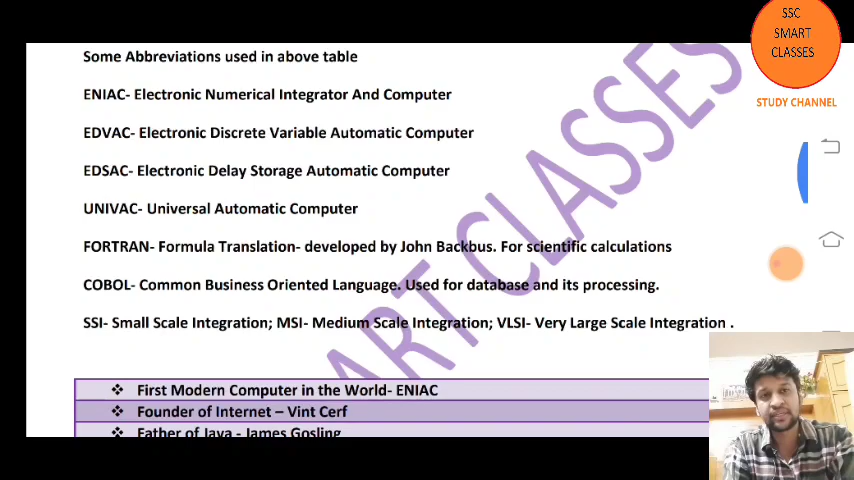 SSC
SMART
CLASSES
STUDY CHANNEL
Some Abbreviations used in above table
ENIAC- Electronic Numerical Integrator And Computer
EDVAC- Electronic Discrete Variable Automatic Computer
EDSAC- Electronic Delay Storage Automatic Computer
UNIVAC- Universal Automatic Computer
FORTRAN- Formula Translation- developed by John Backbus. For scientific calculations
COBOL- Common Business Oriented Language. Used for database and its processing.
SSI- Small Scale Integration; MSI- Medium Scale Integration; VLSI- Very Large Scale Integration .
❖ First Modern Computer in the World- ENIAC
❖ Founder of Internet – Vint Cerf
❖ Father of Java - James Gosling
ART CLASSES